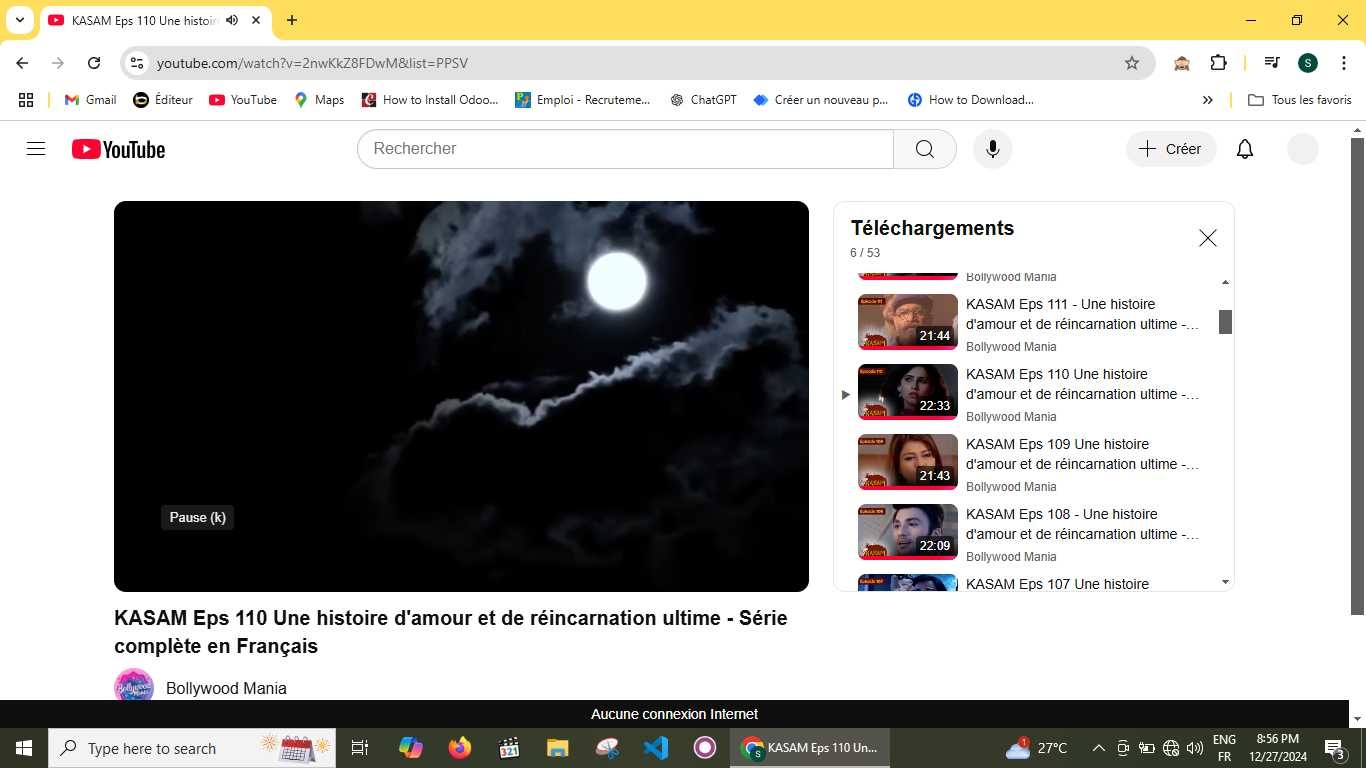 KASAM Eps 110 Une histoir
youtube.com/watch?v=2nwKkZ8FDwM&list=PPSV
S
Gmail
Éditeur
YouTube
Maps
How to Install Odoo...
Emploi - Recruteme...
ChatGPT
Créer un nouveau p...
How to Download...
»
Tous les favoris
YouTube
Rechercher
Créer
Pause (k)
Téléchargements
6 / 53
Bollywood Mania
KASAM Eps 111 - Une histoire
d'amour et de réincarnation ultime -...
Bollywood Mania
21:44
KASAM Eps 110 Une histoire
d'amour et de réincarnation ultime -...
Bollywood Mania
22:33
KASAM Eps 109 Une histoire
d'amour et de réincarnation ultime -...
Bollywood Mania
21:43
KASAM Eps 108 - Une histoire
d'amour et de réincarnation ultime -...
Bollywood Mania
22:09
KASAM Eps 107 Une histoire
KASAM Eps 110 Une histoire d'amour et de réincarnation ultime - Série
complète en Français
Bollywood Mania
Aucune connexion Internet
Type here to search
321
KASAM Eps 110 Un...
27°C
ENG
FR
8:56 PM
12/27/2024
3